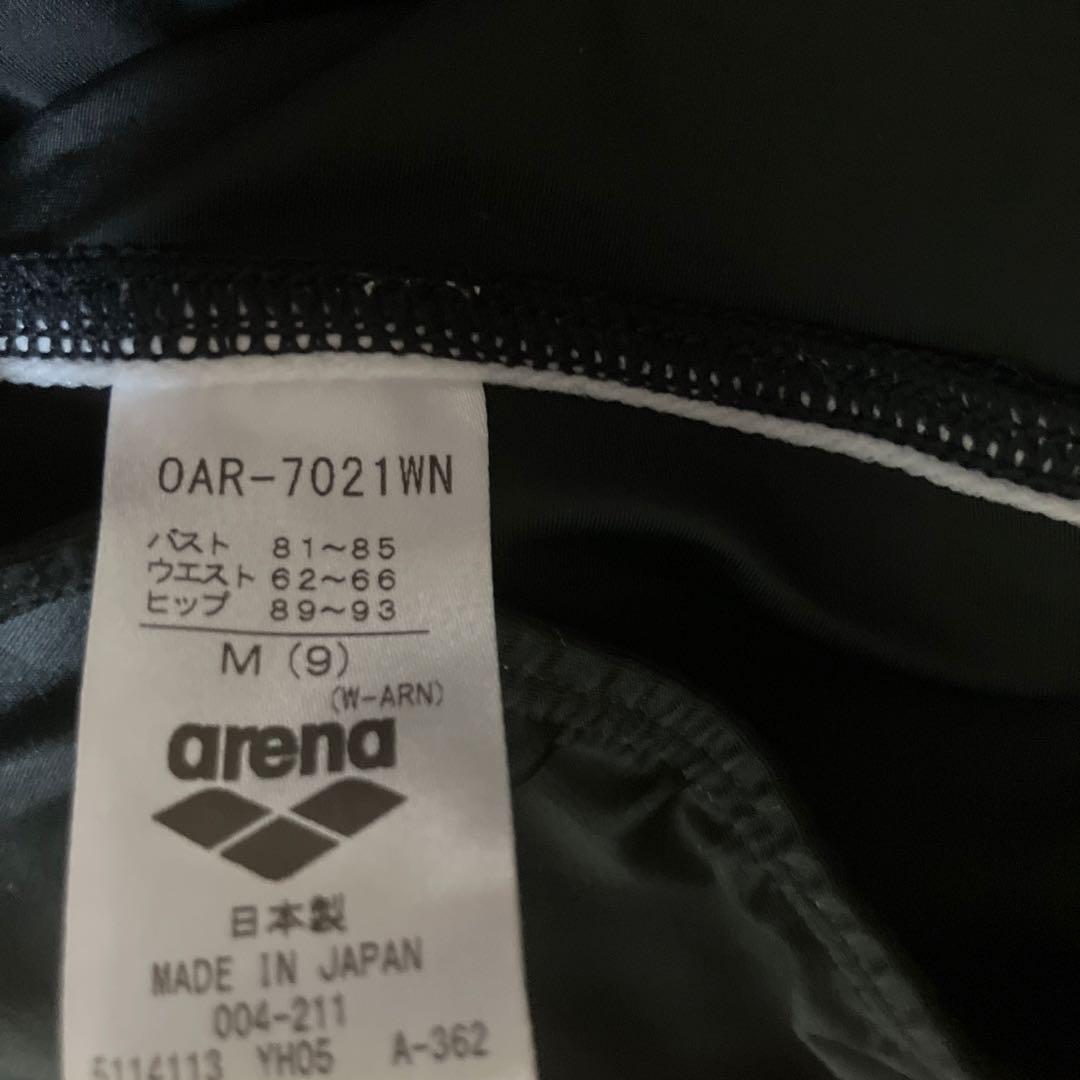 OAR-7021WN
バスト 81~85
ウエスト 62~66
ヒップ 89~93
M (9)
(W-ARN)
arena
日本製
MADE IN JAPAN
004-211
5114113 YH05 A-362